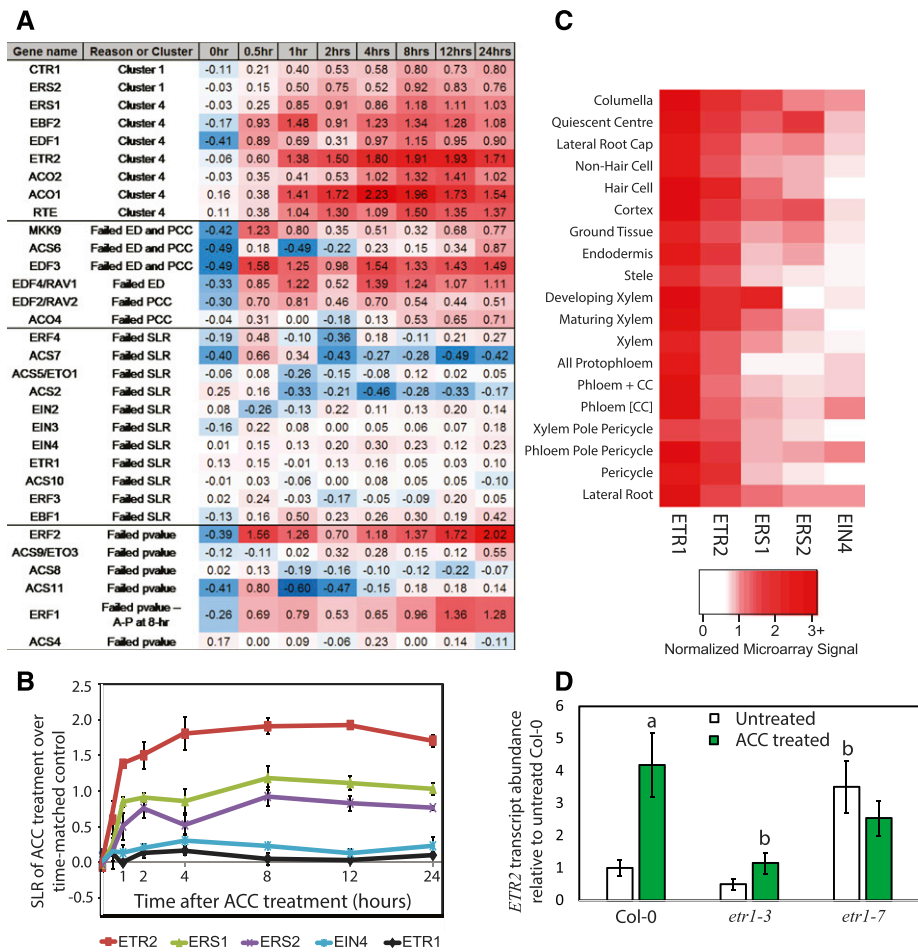 A
Gene name Reason or Cluster 0hr 0.5hr 1hr 2hrs 4hrs 8hrs 12hrs 24hrs
CTR1 Cluster 1 -0.11 0.21 0.40 0.53 0.58 0.80 0.73 0.80
ERS2 Cluster 1 -0.03 0.15 0.50 0.75 0.52 0.92 0.83 0.76
ERS1 Cluster 4 -0.03 0.25 0.85 0.91 0.86 1.18 1.11 1.03
EBF2 Cluster 4 -0.17 0.93 1.48 0.91 1.23 1.34 1.28 1.08
EDF1 Cluster 4 -0.41 0.89 0.69 0.31 0.97 1.15 0.95 0.90
ETR2 Cluster 4 -0.06 0.60 1.38 1.50 1.80 1.91 1.93 1.71
ACO2 Cluster 4 -0.03 0.35 0.41 0.53 1.02 1.32 1.41 1.02
ACO1 Cluster 4 0.16 0.38 1.41 1.72 2.23 1.96 1.73 1.54
RTE Cluster 4 0.11 0.38 1.04 1.30 1.09 1.50 1.35 1.37
MKK9 Failed ED and PCC -0.42 1.23 0.80 0.35 0.51 0.32 0.68 0.77
ACS6 Failed ED and PCC -0.49 0.18 -0.49 -0.22 0.23 0.15 0.34 0.87
EDF3 Failed ED and PCC -0.49 1.58 1.25 0.98 1.54 1.33 1.43 1.49
EDF4/RAV1 Failed ED -0.33 0.85 1.22 0.52 1.39 1.24 1.07 1.11
EDF2/RAV2 Failed PCC -0.30 0.70 0.81 0.46 0.70 0.54 0.44 0.51
ACO4 Failed PCC -0.04 0.31 0.00 -0.18 0.13 0.53 0.65 0.71
ERF4 Failed SLR -0.19 0.48 -0.10 -0.36 0.18 -0.11 0.21 0.27
ACS7 Failed SLR -0.40 0.66 0.34 -0.43 -0.27 -0.28 -0.49 -0.42
ACS5/ETO1 Failed SLR -0.06 0.08 -0.26 -0.15 -0.08 0.12 0.02 0.05
ACS2 Failed SLR 0.25 0.16 -0.33 -0.21 -0.46 -0.28 -0.33 -0.17
EIN2 Failed SLR 0.08 -0.26 -0.13 0.22 0.11 0.13 0.20 0.14
EIN3 Failed SLR -0.16 0.22 0.08 0.00 0.05 0.06 0.07 0.18
EIN4 Failed SLR 0.01 0.15 0.13 0.20 0.30 0.23 0.12 0.23
ETR1 Failed SLR 0.13 0.15 -0.01 0.13 0.16 0.05 0.03 0.10
ACS10 Failed SLR -0.01 0.03 -0.06 0.00 0.08 0.05 0.05 -0.10
ERF3 Failed SLR 0.02 0.24 -0.03 -0.17 -0.05 -0.09 0.20 0.05
EBF1 Failed SLR -0.13 0.16 0.50 0.23 0.26 0.30 0.19 0.42
ERF2 Failed pvalue -0.39 1.56 1.26 0.70 1.18 1.37 1.72 2.02
ACS9/ETO3 Failed pvalue -0.12 -0.11 0.02 0.32 0.28 0.15 0.12 0.55
ACS8 Failed pvalue 0.02 0.13 -0.19 -0.16 -0.10 -0.12 -0.22 -0.07
ACS11 Failed pvalue -0.41 0.80 -0.60 -0.47 -0.15 0.18 0.18 0.14
ERF1 Failed pvalue – A-P at 8-hr -0.26 0.69 0.79 0.53 0.65 0.96 1.36 1.28
ACS4 Failed pvalue 0.17 0.00 0.09 -0.06 0.23 0.00 0.14 -0.11
B
SLR of ACC treatment over
time-matched control
2.5
2.0
1.5
1.0
0.5
0.0
-0.5
1 2 4 8 12 24
Time after ACC treatment (hours)
ETR2 ERS1 ERS2 EIN4 ETR1
C
Columella
Quiescent Centre
Lateral Root Cap
Non-Hair Cell
Hair Cell
Cortex
Ground Tissue
Endodermis
Stele
Developing Xylem
Maturing Xylem
Xylem
All Protophloem
Phloem + CC
Phloem [CC]
Xylem Pole Pericycle
Phloem Pole Pericycle
Pericycle
Lateral Root
ETR1 ETR2 ERS1 ERS2 EIN4
0 1 2 3+
Normalized Microarray Signal
D
ETR2 transcript abundance
relative to untreatd Col-0
6
5
4
3
2
1
0
Untreated
ACC treated
a
b
b
Col-0 etr1-3 etr1-7